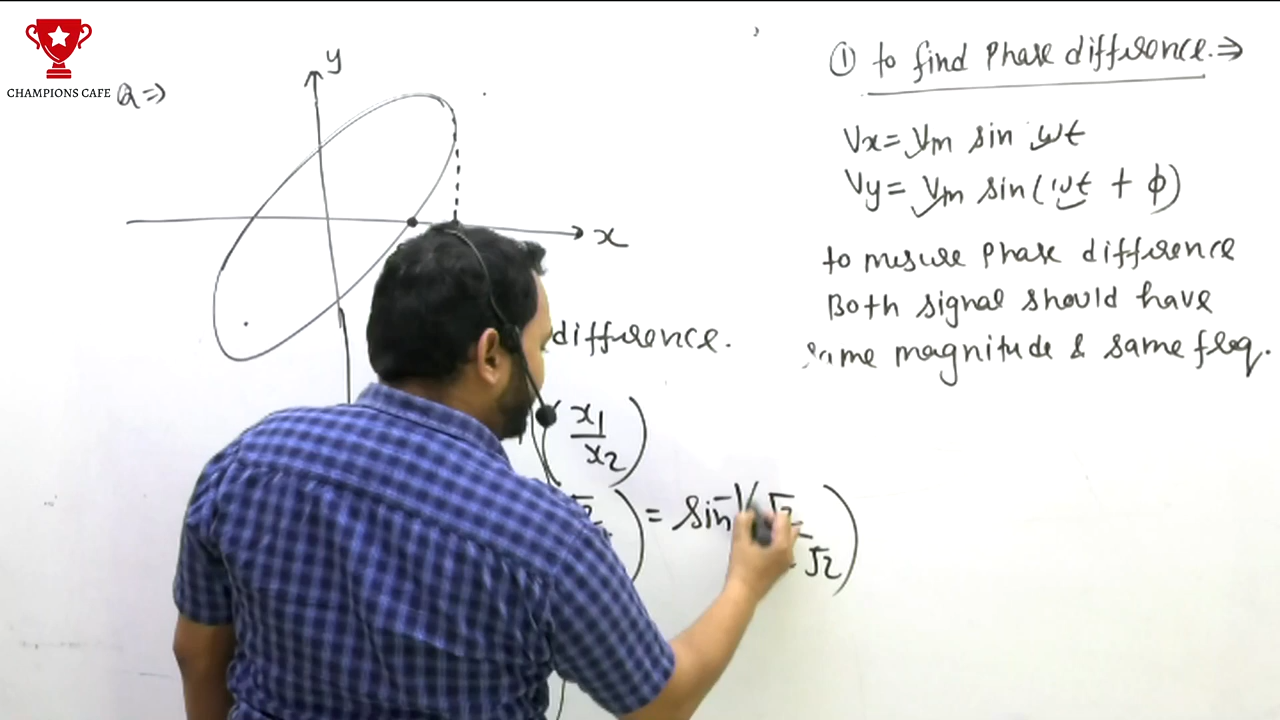 CHAMPIONS CAFE
Q ⇒
y
x
difference.
(x1/x2)
) = sin⁻¹(√2/ √2)
① to find Phase difference. ⇒
Vx = Vm sin ωt
Vy = Vm sin(ωt + ϕ)
to mesure Phase difference
Both signal should have
same magnitude & same freq.